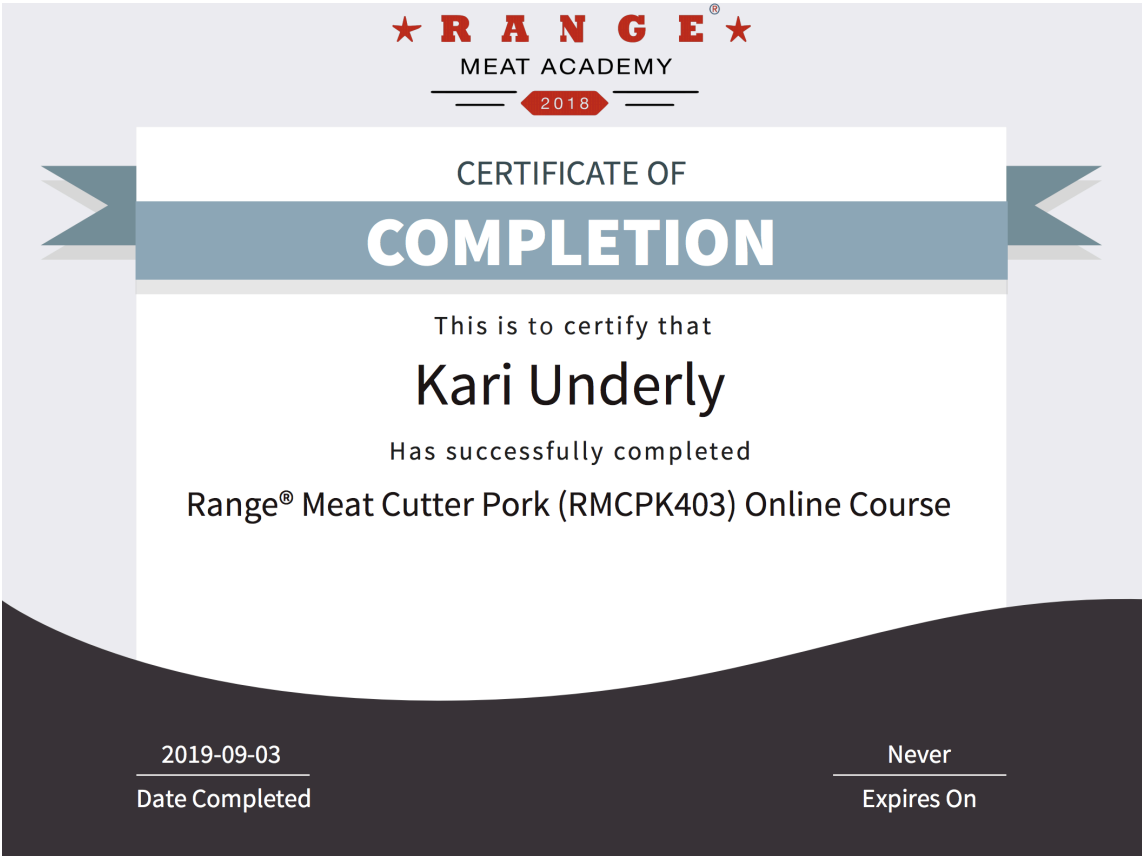 RANGE®
MEAT ACADEMY
2018
CERTIFICATE OF
COMPLETION
This is to certify that
Kari Underly
Has successfully completed
Range® Meat Cutter Pork (RMCPK403) Online Course
2019-09-03
Never
Date Completed
Expires On